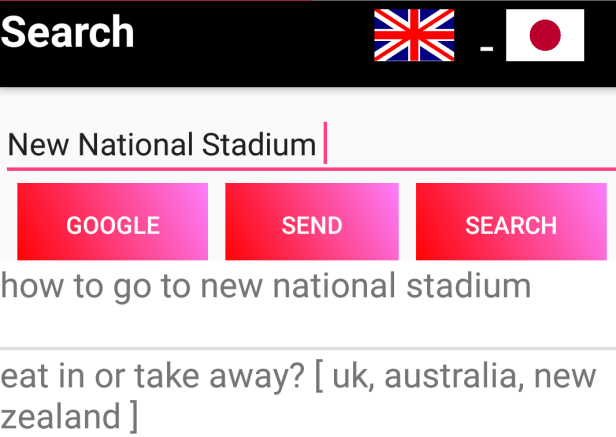 Search
-
New National Stadium
GOOGLE SEND SEARCH
how to go to new national stadium
eat in or take away? [ uk, australia, new
zealand ]